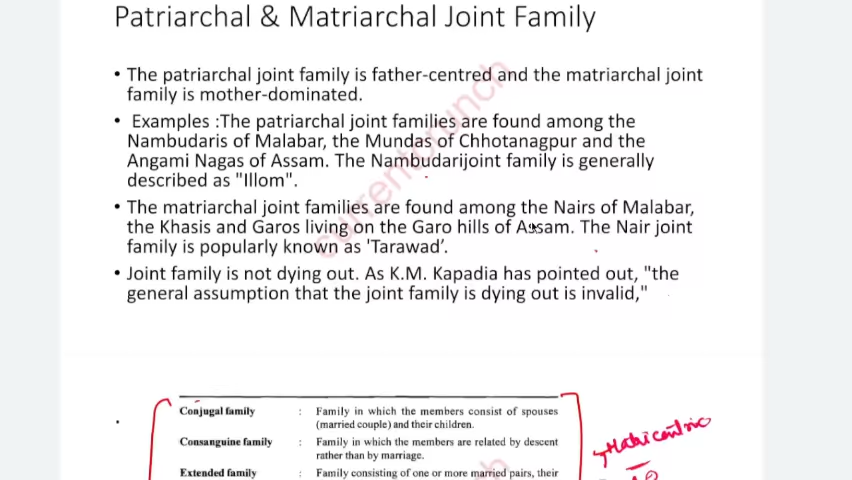 Patriarchal & Matriarchal Joint Family
• The patriarchal joint family is father-centred and the matriarchal joint
family is mother-dominated.
• Examples :The patriarchal joint families are found among the
Nambudaris of Malabar, the Mundas of Chhotanagpur and the
Angami Nagas of Assam. The Nambudarijoint family is generally
described as "Illom".
• The matriarchal joint families are found among the Nairs of Malabar,
the Khasis and Garos living on the Garo hills of Assam. The Nair joint
family is popularly known as 'Tarawad'.
• Joint family is not dying out. As K.M. Kapadia has pointed out, "the
general assumption that the joint family is dying out is invalid,"
currentcrunch
Conjugal family : Family in which the members consist of spouses
(married couple) and their children.
Consanguine family : Family in which the members are related by descent
rather than by marriage.
Extended family : Family consisting of one or more married pairs, their